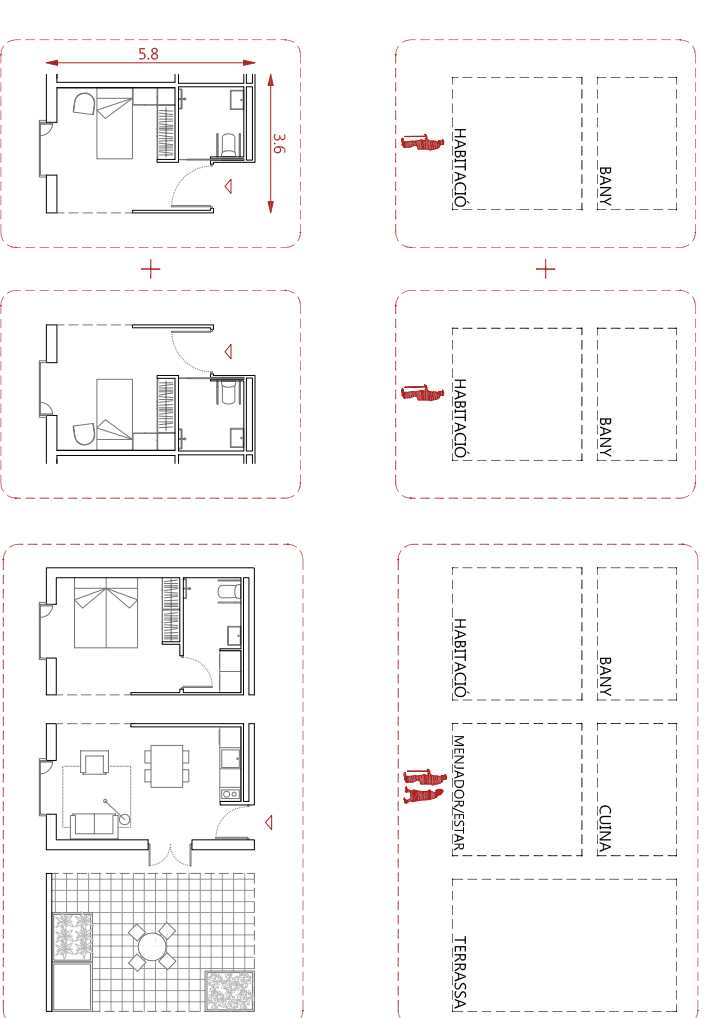 5.8
3.6
HABITACIÓ
BANY
HABITACIÓ
BANY
HABITACIÓ
BANY
MENJADOR/ESTAR
CUINA
TERRASSA